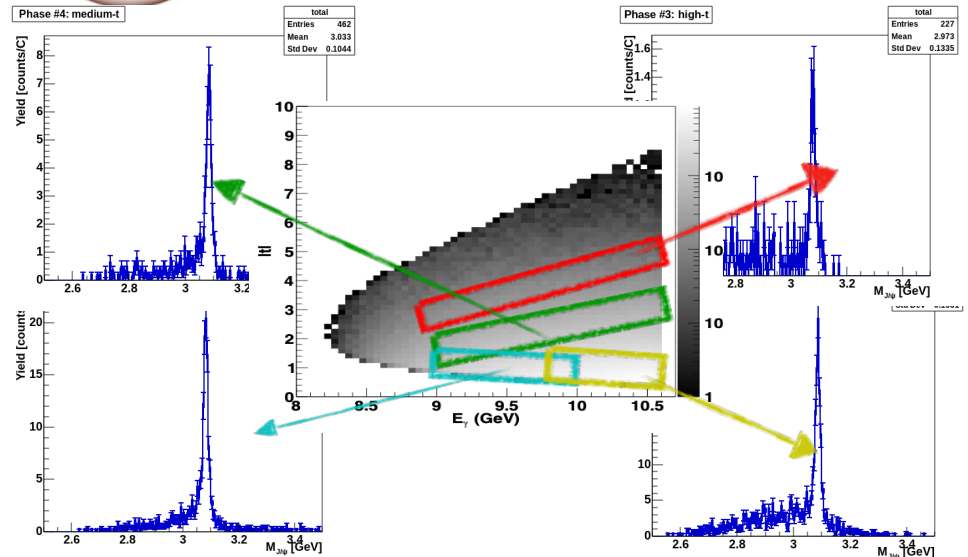 Phase #4: medium-t
total
Entries 462
Mean 3.033
Std Dev 0.1044
Yield [counts/C]
8
7
6
5
4
3
2
1
0
2.6 2.8 3 3.2
Phase #3: high-t
total
Entries 227
Mean 2.973
Std Dev 0.1335
1.6
1.4
1.2
2.8 3 3.2 3.4
M J/ψ [GeV]
|t|
10
9
8
7
6
5
4
3
2
1
0
8 8.5 9 9.5 10 10.5
Eγ (GeV)
10
10
10
1
Yield [counts
20
15
10
5
0
2.6 2.8 3 3.2 3.4
M J/ψ [GeV]
10
5
0
2.6 2.8 3 3.2 3.4
M J/ψ [GeV]